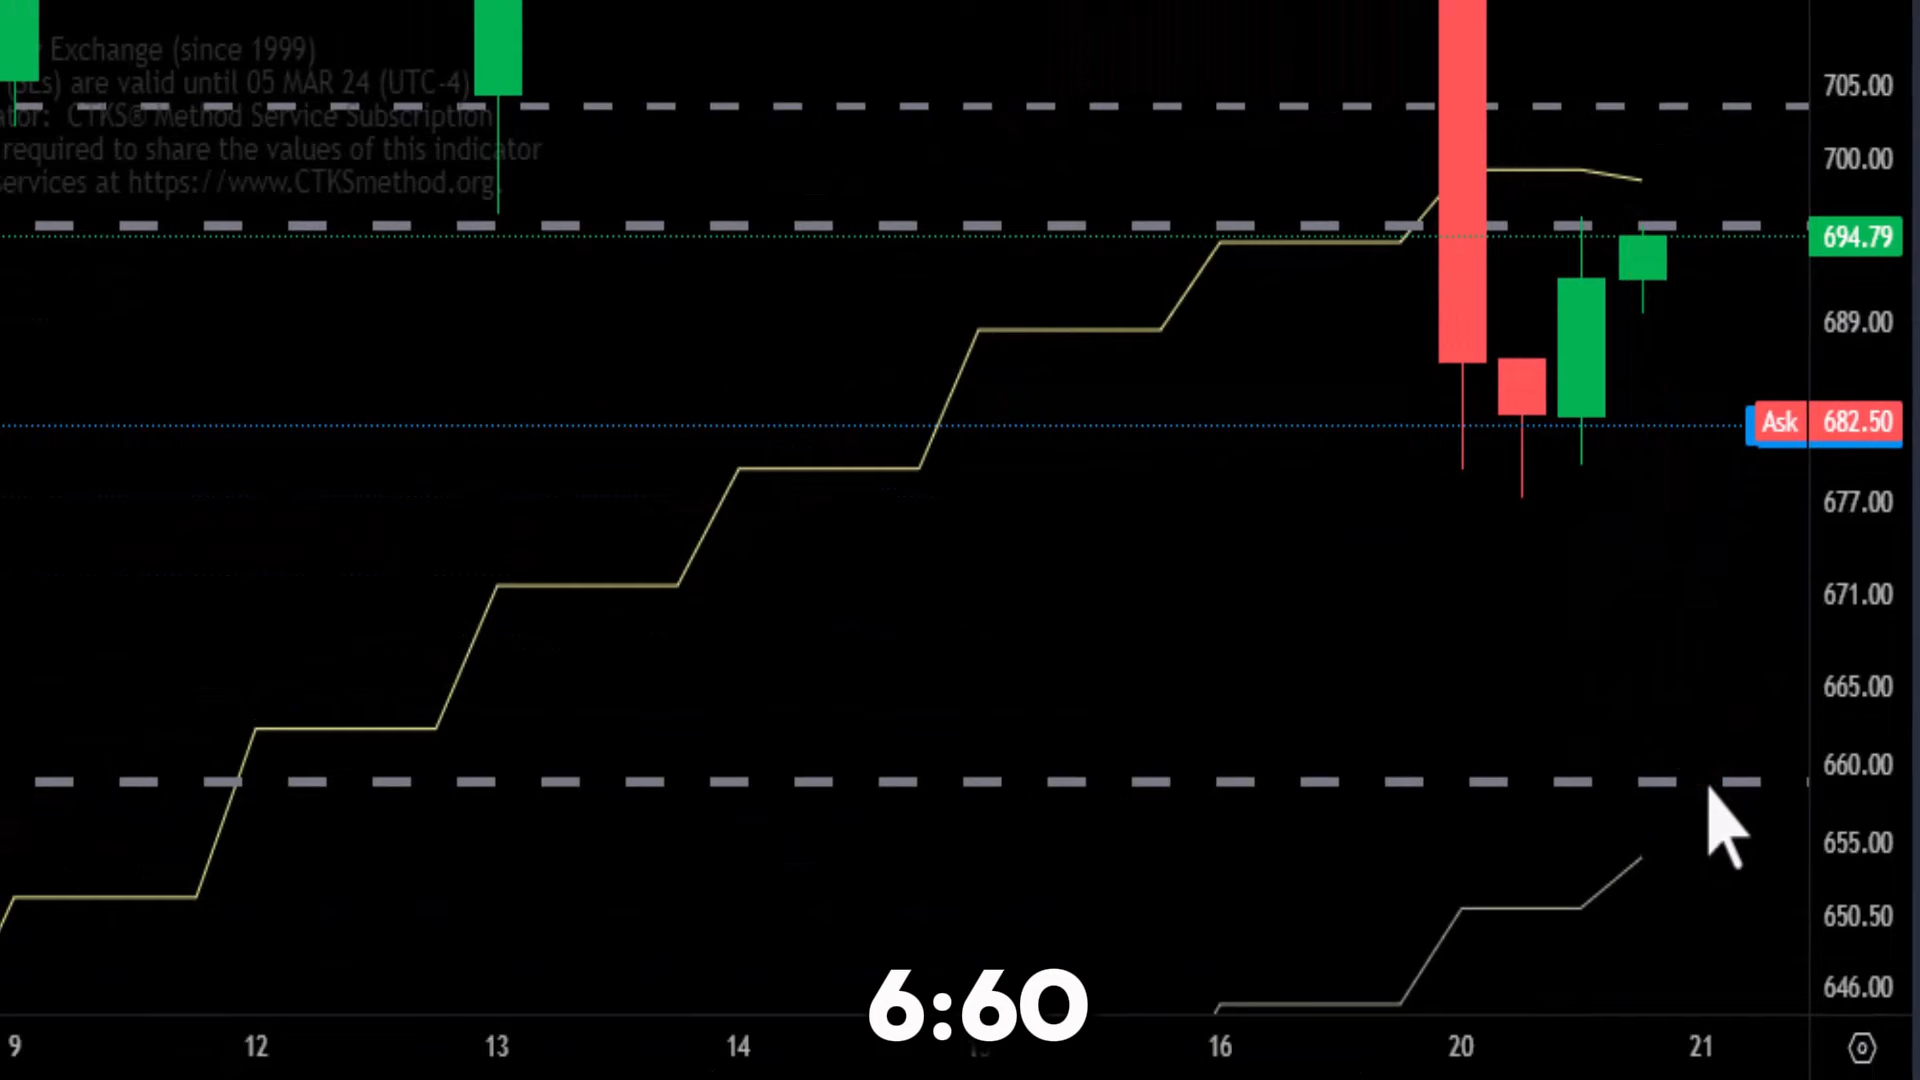 Exchange (since 1999)
are valid until 05 MAR 24 (UTC-4)
CTKS® Method Service Subscription
required to share the values of this indicator
services at https://www.CTKSmethod.org.
705.00
700.00
694.79
689.00
Ask 682.50
677.00
671.00
665.00
660.00
655.00
650.50
646.00
6:60
9 12 13 14 16 20 21